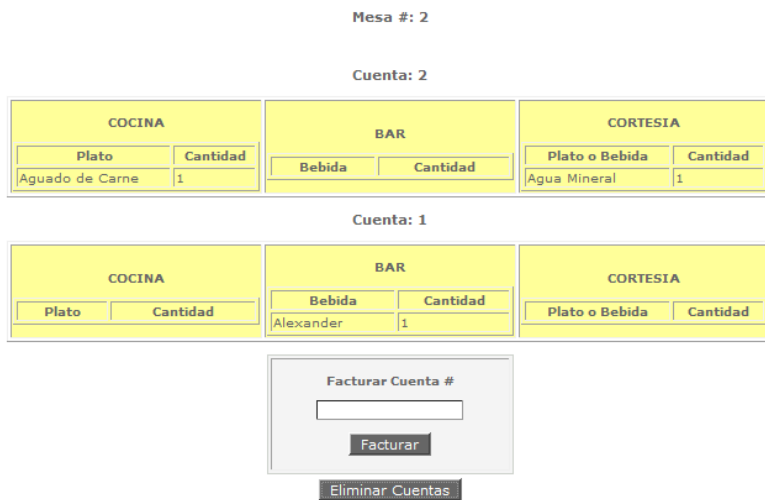 Mesa #: 2
Cuenta: 2
COCINA
Plato Cantidad
Aguado de Carne 1
BAR
Bebida Cantidad
CORTESIA
Plato o Bebida Cantidad
Agua Mineral 1
Cuenta: 1
COCINA
Plato Cantidad
BAR
Bebida Cantidad
Alexander 1
CORTESIA
Plato o Bebida Cantidad
Facturar Cuenta #
Facturar
Eliminar Cuentas